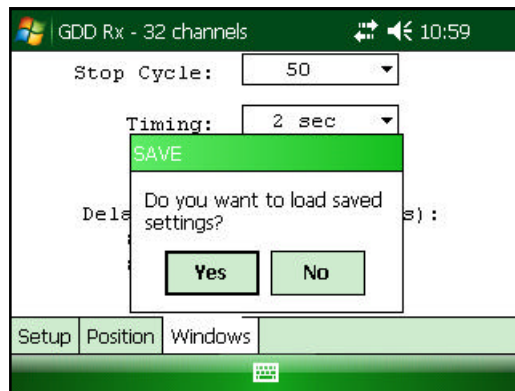 GDD Rx - 32 channels 10:59
Stop Cycle: 50
Timing: 2 sec
SAVE
Do you want to load saved
settings?
Yes No
Setup Position Windows